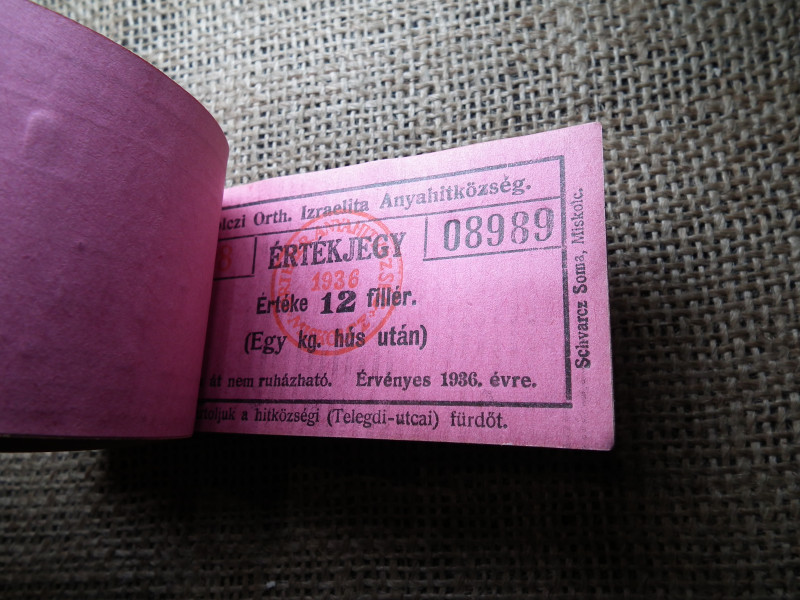 Orth. Izraelita Anyahitközség.
08989
ÉRTÉKJEGY
1936
Értéke 12 fillér.
(Egy kg. hús után)
át nem ruházható. Érvényes 1936. évre.
a hitközségi (Telegdi-utcai) fürdőt.
Schvarcz Soma, Miskolc.